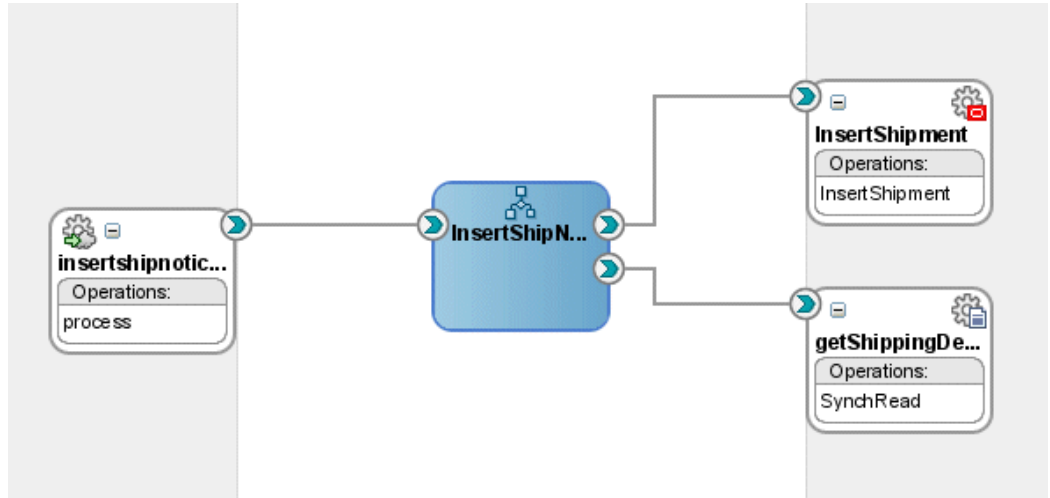 insertshipnotic...
Operations:
process
InsertShipN...
InsertShipment
Operations:
InsertShipment
getShippingDe...
Operations:
SynchRead